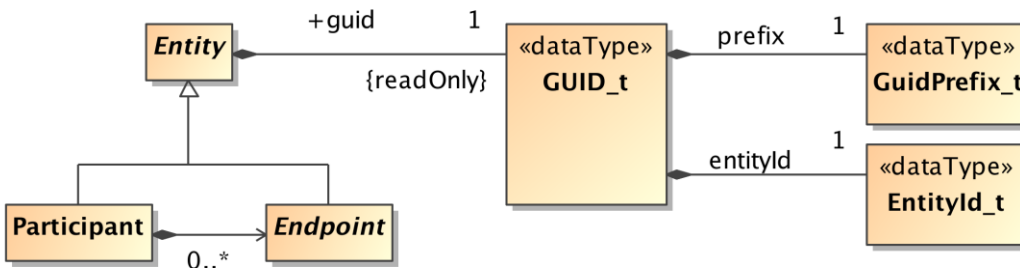 Entity
+guid
1
{readOnly}
«dataType»
GUID_t
prefix
1
«dataType»
GuidPrefix_t
entityId
1
«dataType»
EntityId_t
Participant
0..*
Endpoint